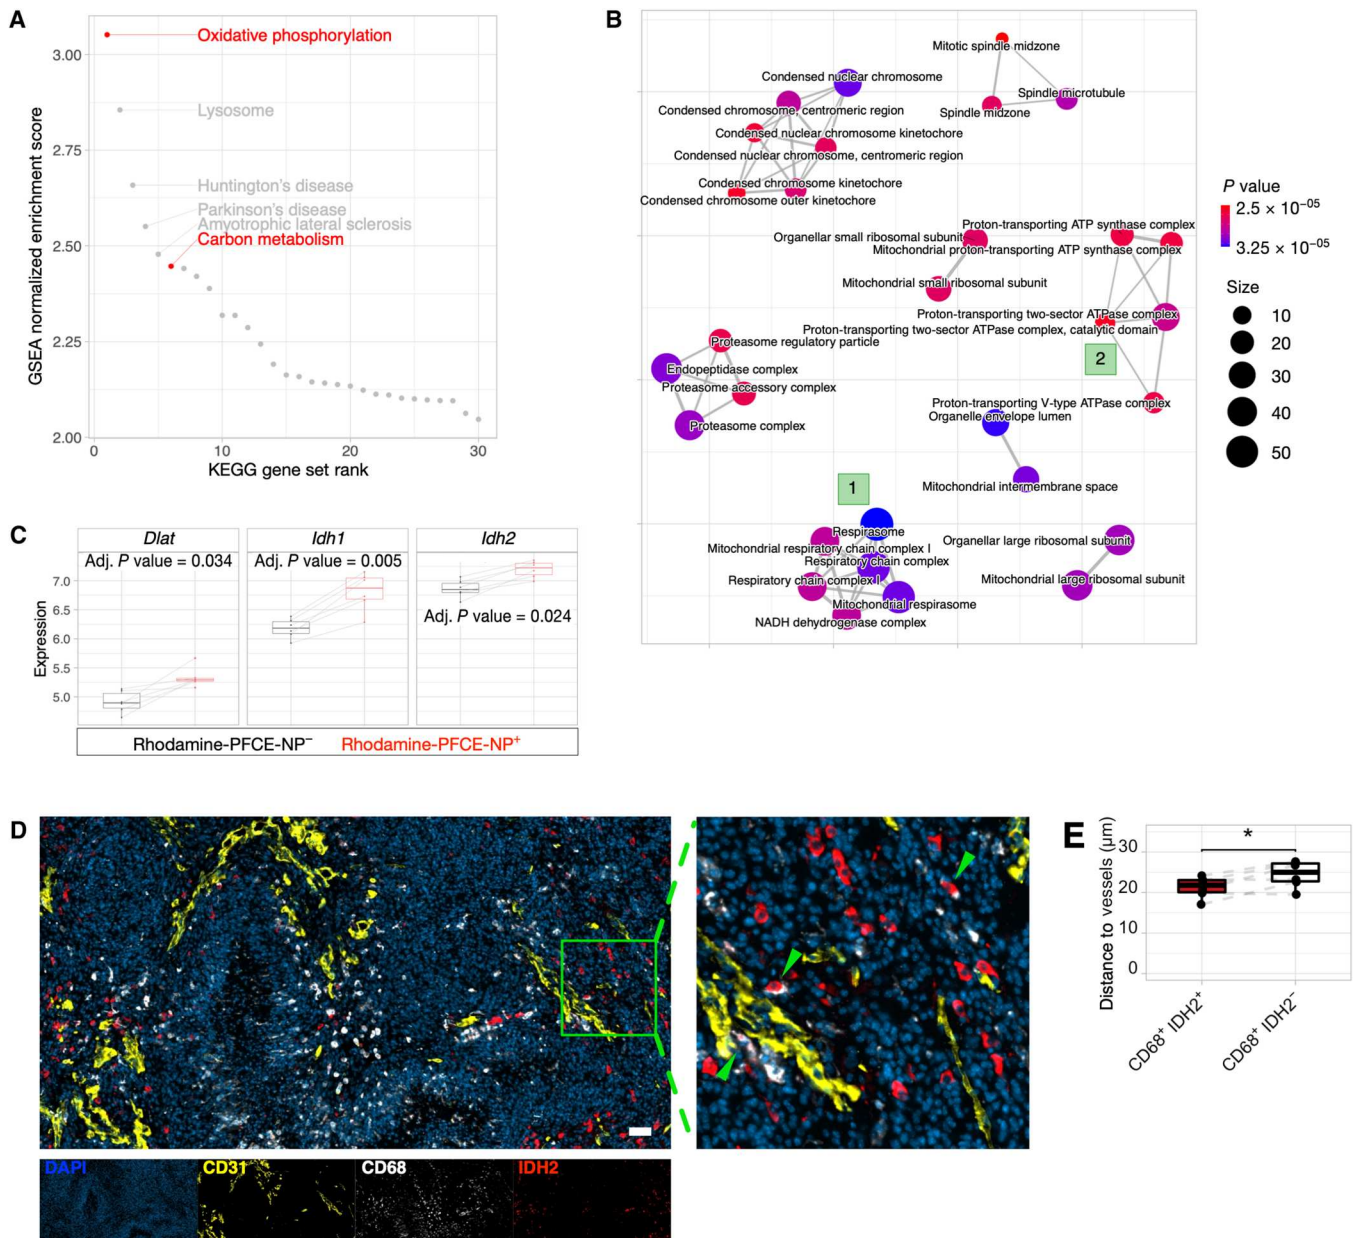 A
GSEA normalized enrichment score
3.00
2.75
2.50
2.25
2.00
Oxidative phosphorylation
Lysosome
Huntington's disease
Parkinson's disease
Amyotrophic lateral sclerosis
Carbon metabolism
0
10
20
30
KEGG gene set rank
B
Mitotic spindle midzone
Condensed nuclear chromosome
Spindle microtubule
Condensed chromosome, centromeric region
Spindle midzone
Condensed nuclear chromosome kinetochore
Condensed nuclear chromosome, centromeric region
Condensed chromosome kinetochore
Condensed chromosome outer kinetochore
Proton-transporting ATP synthase complex
Organellar small ribosomal subunit
Mitochondrial proton-transporting ATP synthase complex
Mitochondrial small ribosomal subunit
Proton-transporting two-sector ATPase complex
Proton-transporting two-sector ATPase complex, catalytic domain
Proteasome regulatory particle
2
Endopeptidase complex
Proteasome accessory complex
Proton-transporting V-type ATPase complex
Organelle envelope lumen
Proteasome complex
1
Mitochondrial intermembrane space
Respirasome
Organellar large ribosomal subunit
Mitochondrial respiratory chain complex I
Respiratory chain complex
Respiratory chain complex I
Mitochondrial large ribosomal subunit
Mitochondrial respirasome
NADH dehydrogenase complex
P value
2.5 × 10⁻⁰⁵
3.25 × 10⁻⁰⁵
Size
10
20
30
40
50
C
Expression
7.0
6.5
6.0
5.5
5.0
Dlat
Adj. P value = 0.034
Idh1
Adj. P value = 0.005
Idh2
Adj. P value = 0.024
Rhodamine-PFCE-NP⁻ Rhodamine-PFCE-NP⁺
D
DAPI
CD31
CD68
IDH2
E
Distance to vessels (µm)
30
20
10
0
*
CD68⁺ IDH2⁺
CD68⁺ IDH2⁻